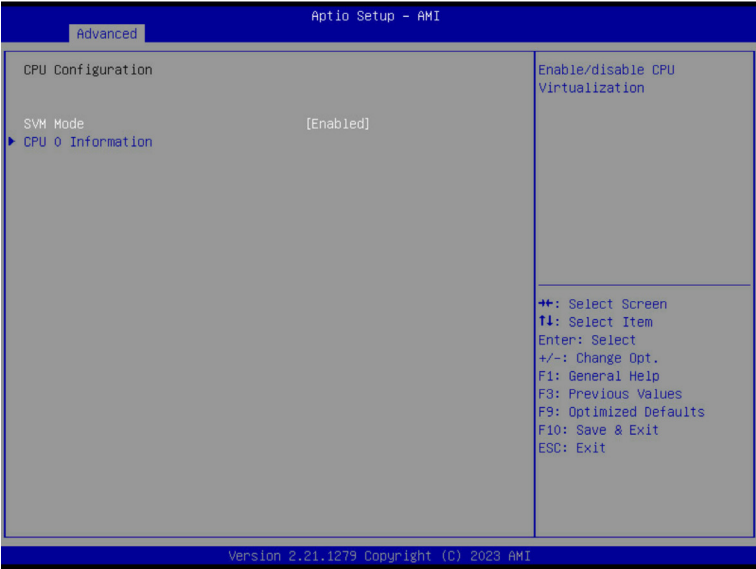 Aptio Setup – AMI
Advanced
CPU Configuration
SVM Mode [Enabled]
CPU 0 Information
Enable/disable CPU
Virtualization
→←: Select Screen
↑↓: Select Item
Enter: Select
+/-: Change Opt.
F1: General Help
F3: Previous Values
F9: Optimized Defaults
F10: Save & Exit
ESC: Exit
Version 2.21.1279 Copyright (C) 2023 AMI